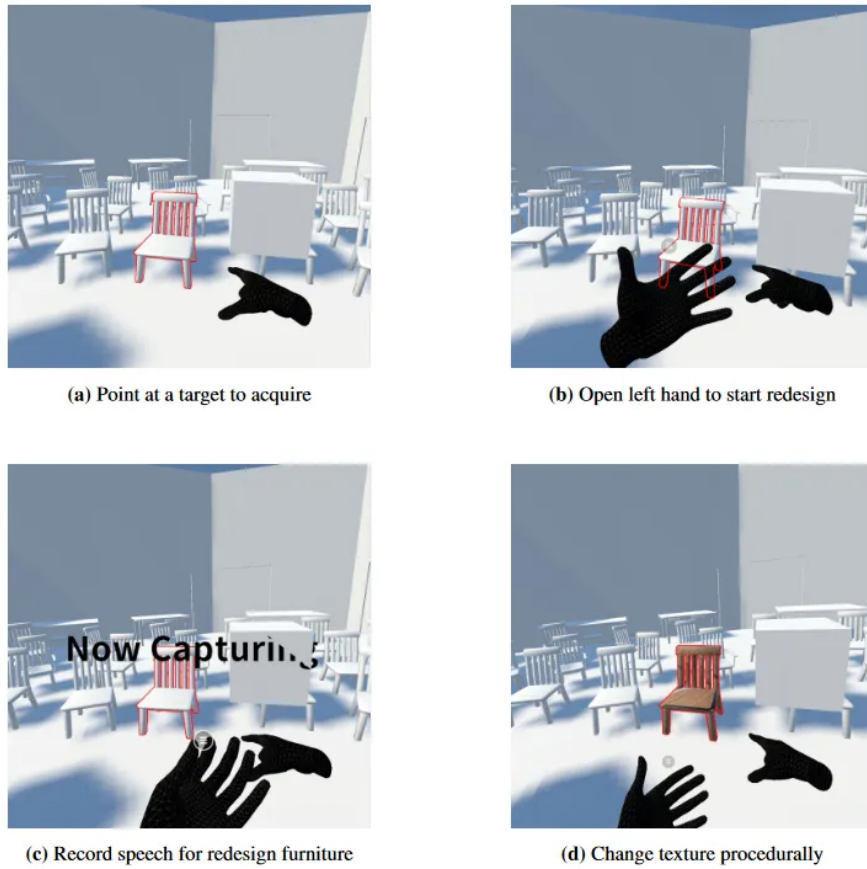 (a) Point at a target to acquire
(b) Open left hand to start redesign
Now Capturing
(c) Record speech for redesign furniture
(d) Change texture procedurally